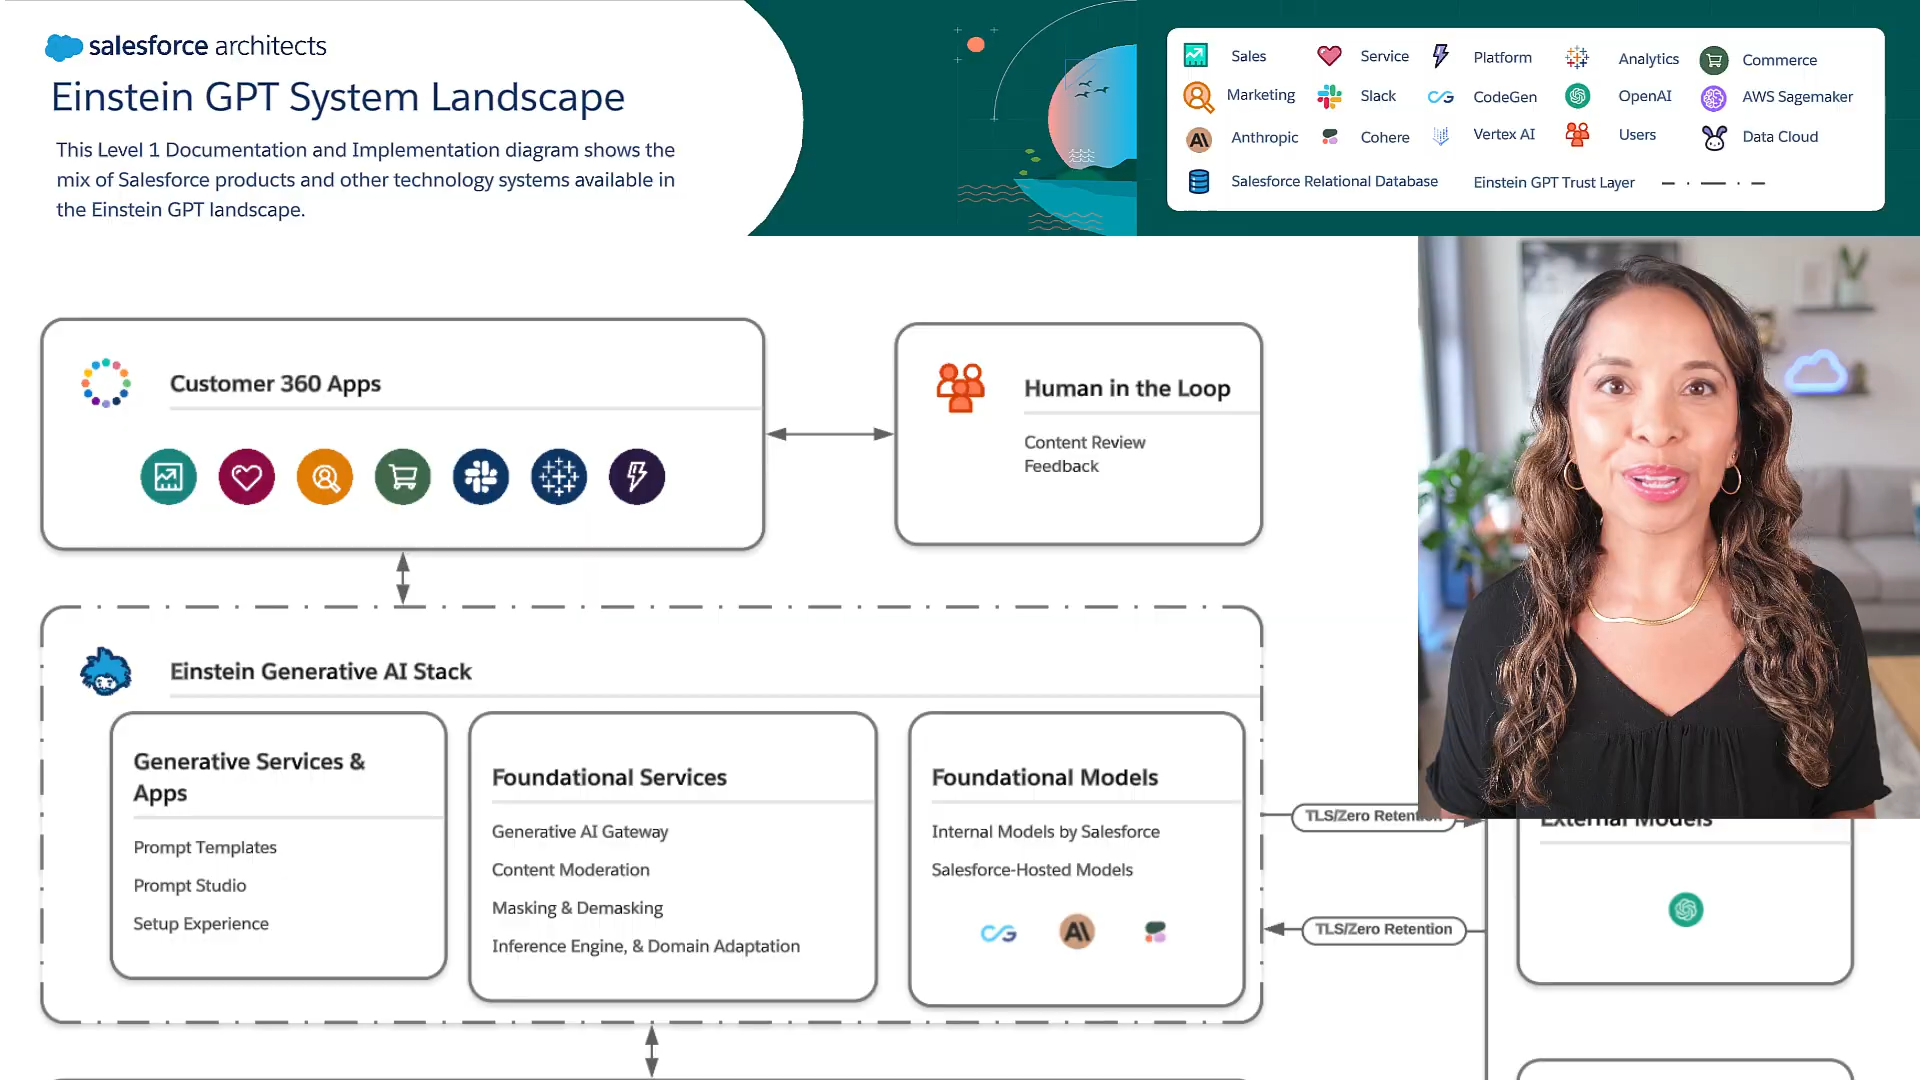 salesforce architects
Einstein GPT System Landscape
This Level 1 Documentation and Implementation diagram shows the
mix of Salesforce products and other technology systems available in
the Einstein GPT landscape.
Sales
Service
Platform
Analytics
Commerce
Marketing
Slack
CodeGen
OpenAI
AWS Sagemaker
Anthropic
Cohere
Vertex AI
Users
Data Cloud
Salesforce Relational Database
Einstein GPT Trust Layer
Customer 360 Apps
Human in the Loop
Content Review
Feedback
Einstein Generative AI Stack
Generative Services &
Apps
Prompt Templates
Prompt Studio
Setup Experience
Foundational Services
Generative AI Gateway
Content Moderation
Masking & Demasking
Inference Engine, & Domain Adaptation
Foundational Models
Internal Models by Salesforce
Salesforce-Hosted Models
TLS/Zero Retention
TLS/Zero Retention
External Models